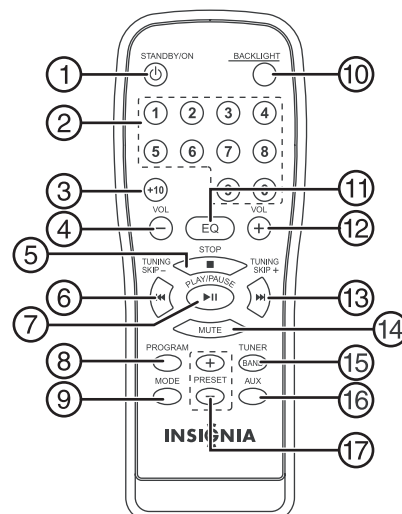 STANDBY/ON
BACKLIGHT
1
10
2
1 2 3 4
5 6 7 8
3
+10
9 0
11
VOL
VOL
4
−
EQ
+
12
5
STOP
TUNING
SKIP −
TUNING
SKIP +
PLAY/PAUSE
6
13
7
MUTE
14
8
PROGRAM
+
TUNER
BAND
15
9
MODE
PRESET
−
AUX
16
INSIGNIA
17